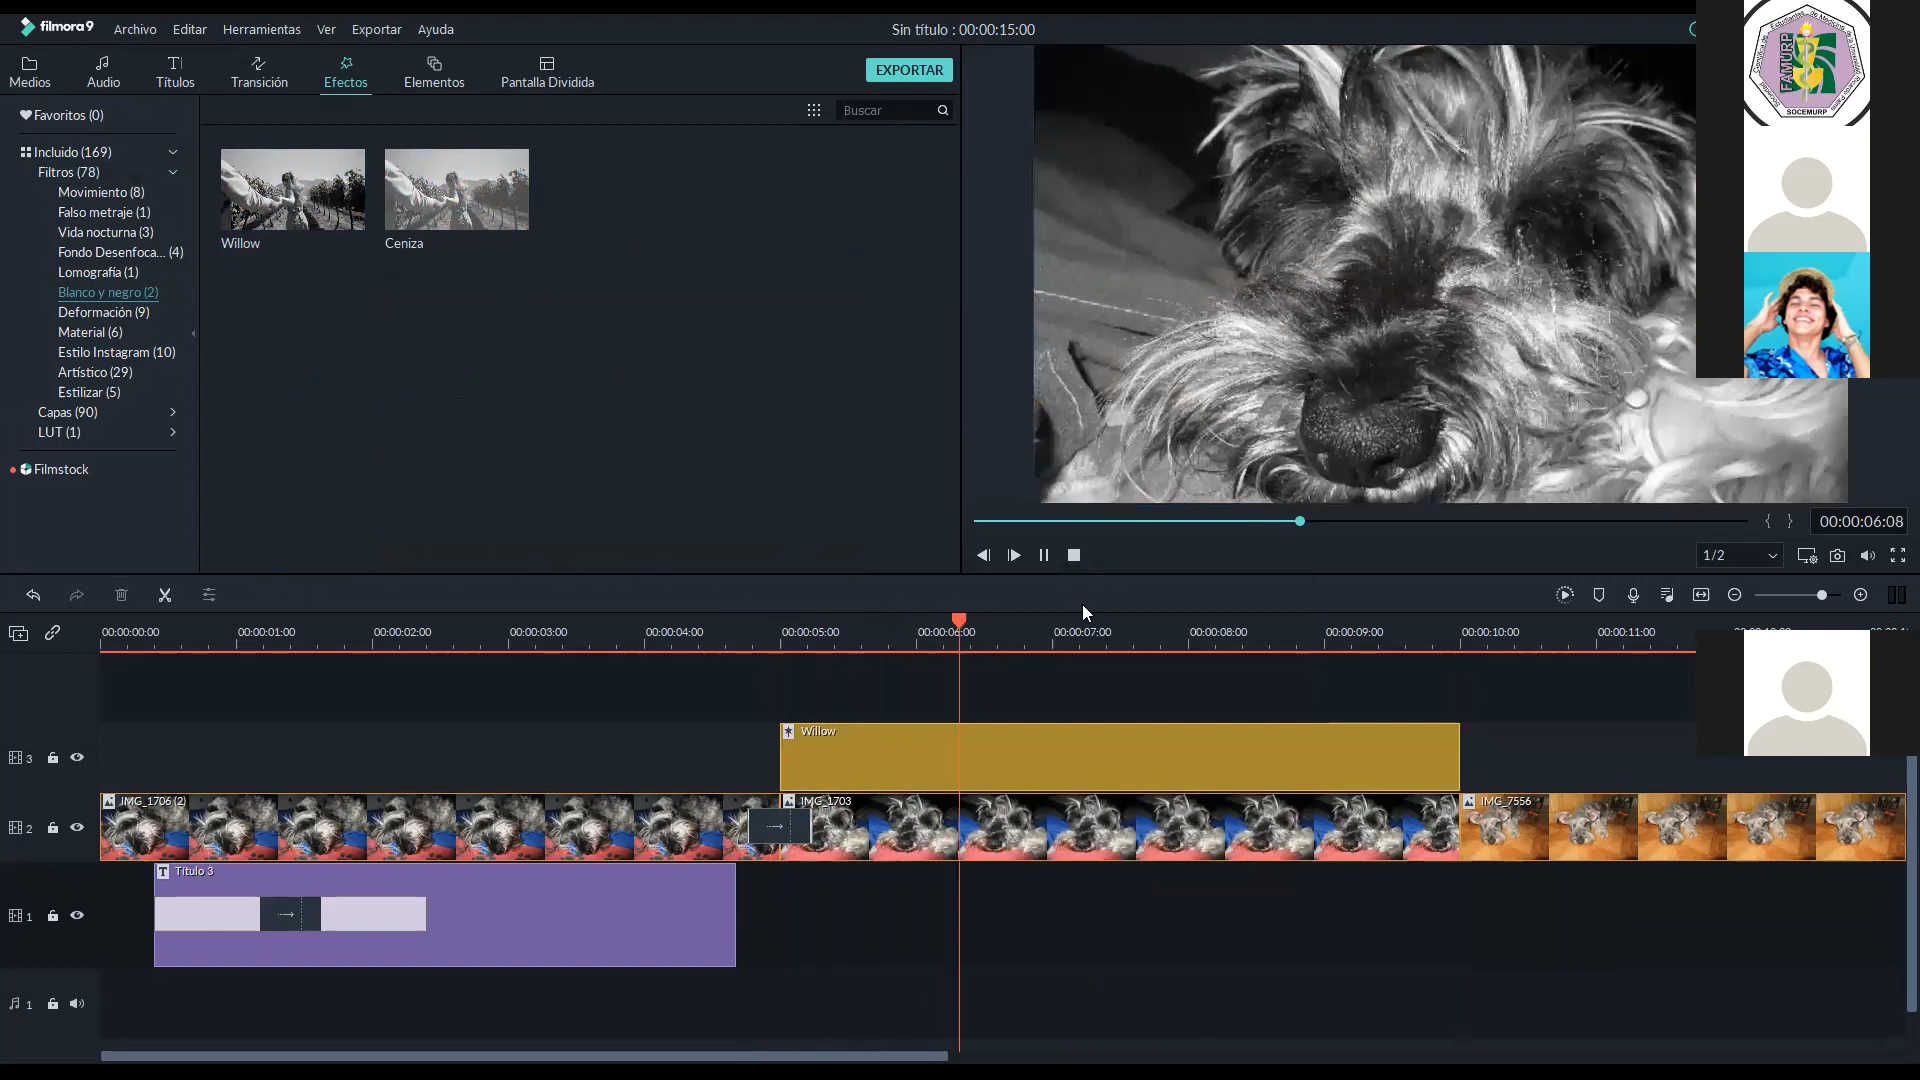 filmora9
Archivo
Editar
Herramientas
Ver
Exportar
Ayuda
Sin título : 00:00:15:00
Medios
Audio
Títulos
Transición
Efectos
Elementos
Pantalla Dividida
EXPORTAR
Favoritos (0)
Buscar
Incluido (169)
Filtros (78)
Movimiento (8)
Falso metraje (1)
Vida nocturna (3)
Fondo Desenfoca... (4)
Lomografía (1)
Blanco y negro (2)
Deformación (9)
Material (6)
Estilo Instagram (10)
Artístico (29)
Estilizar (5)
Capas (90)
LUT (1)
Filmstock
Willow
Ceniza
FAMURP
SOCEMURP
{ }
00:00:06:08
1/2
00:00:00:00
00:00:01:00
00:00:02:00
00:00:03:00
00:00:04:00
00:00:05:00
00:00:06:00
00:00:07:00
00:00:08:00
00:00:09:00
00:00:10:00
00:00:11:00
3
Willow
2
IMG_1706 (2)
IMG_1703
IMG_7556
1
T Título 3
1